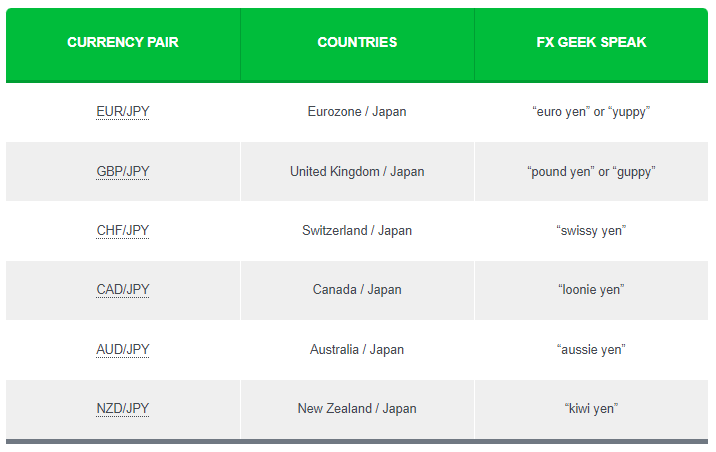 CURRENCY PAIR COUNTRIES FX GEEK SPEAK
EUR/JPY Eurozone / Japan “euro yen” or “yuppy”
GBP/JPY United Kingdom / Japan “pound yen” or “guppy”
CHF/JPY Switzerland / Japan “swissy yen”
CAD/JPY Canada / Japan “loonie yen”
AUD/JPY Australia / Japan “aussie yen”
NZD/JPY New Zealand / Japan “kiwi yen”